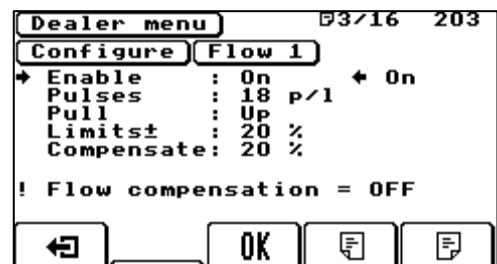 Dealer menu 3/16 203
Configure Flow 1
Enable : On On
Pulses : 18 p/l
Pull : Up
Limits± : 20 %
Compensate: 20 %
! Flow compensation = OFF
OK